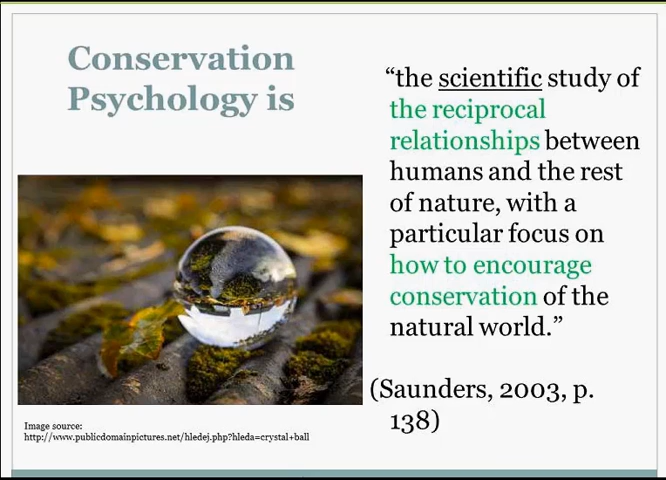 Conservation
Psychology is
“the scientific study of
the reciprocal
relationships between
humans and the rest
of nature, with a
particular focus on
how to encourage
conservation of the
natural world.”
(Saunders, 2003, p.
138)
Image source:
http://www.publicdomainpictures.net/hledej.php?hleda=crystal+ball